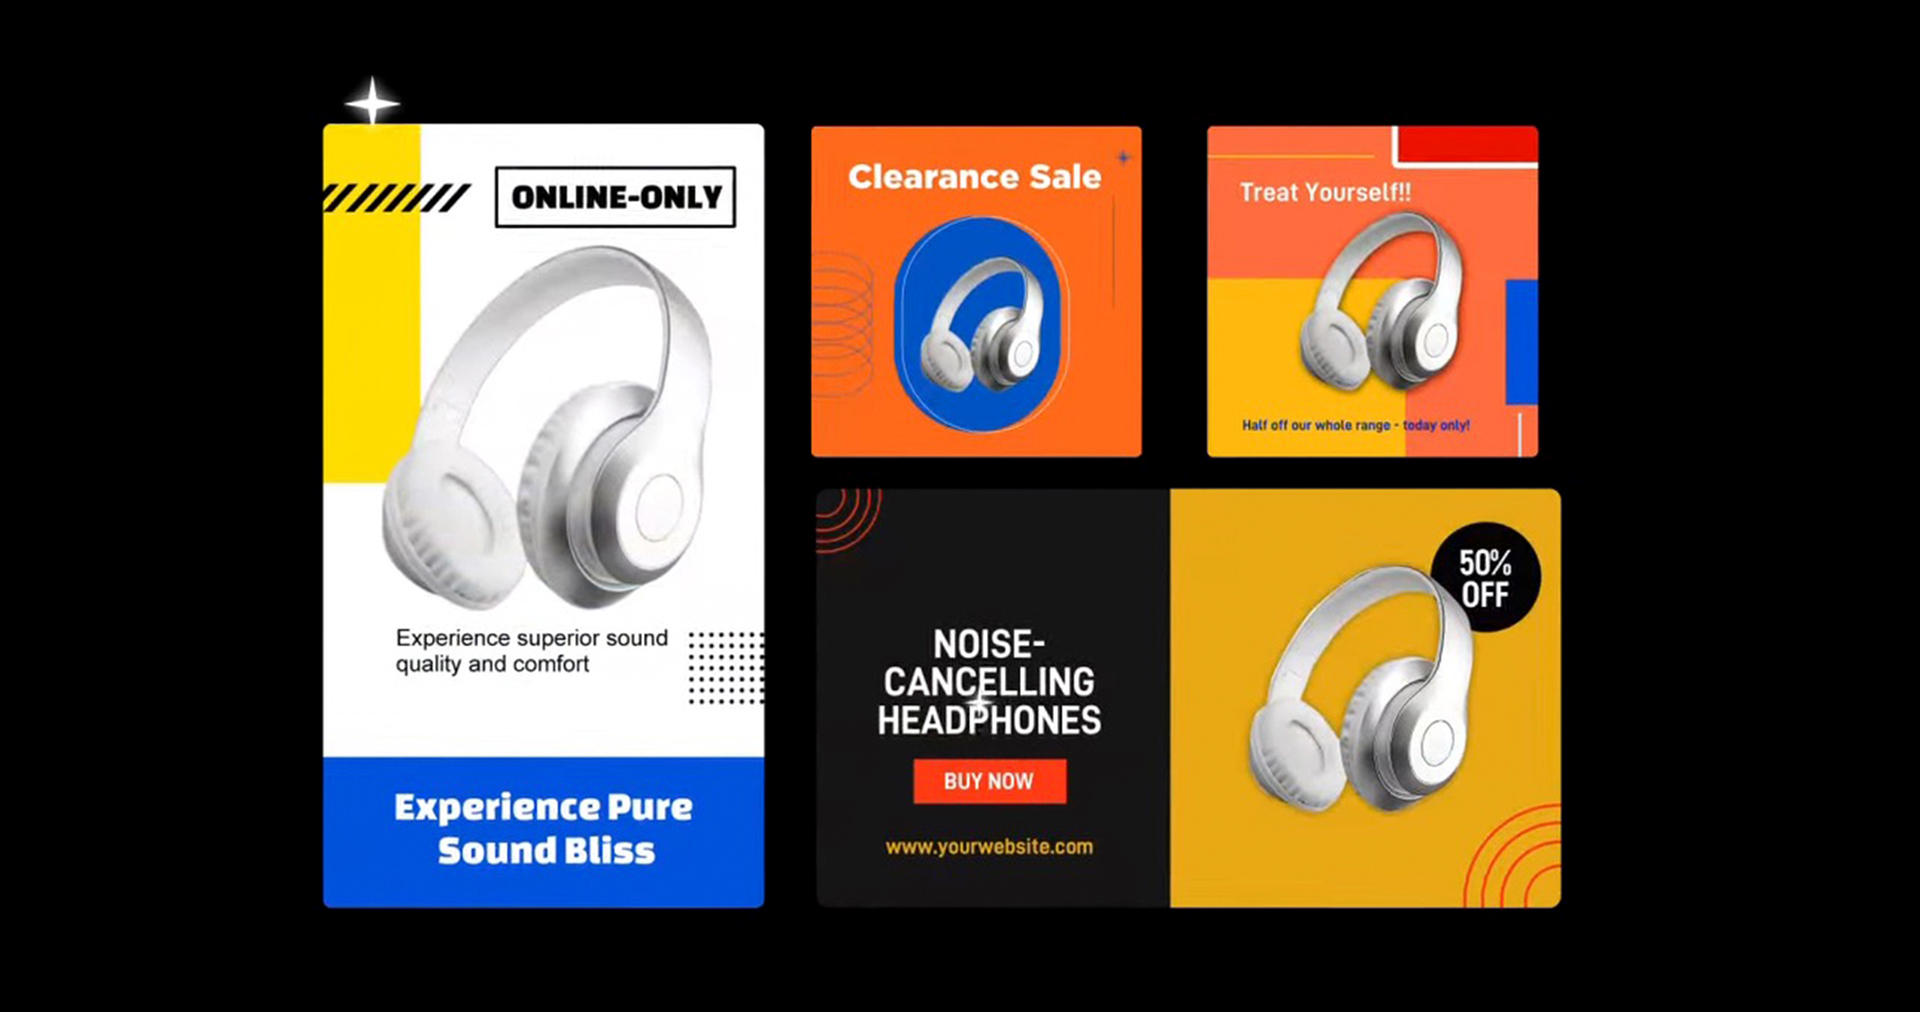 ONLINE-ONLY
Experience superior sound
quality and comfort
Experience Pure
Sound Bliss
Clearance Sale
Treat Yourself!!
Half off our whole range - today only!
NOISE-
CANCELLING
HEADPHONES
BUY NOW
www.yourwebsite.com
50%
OFF